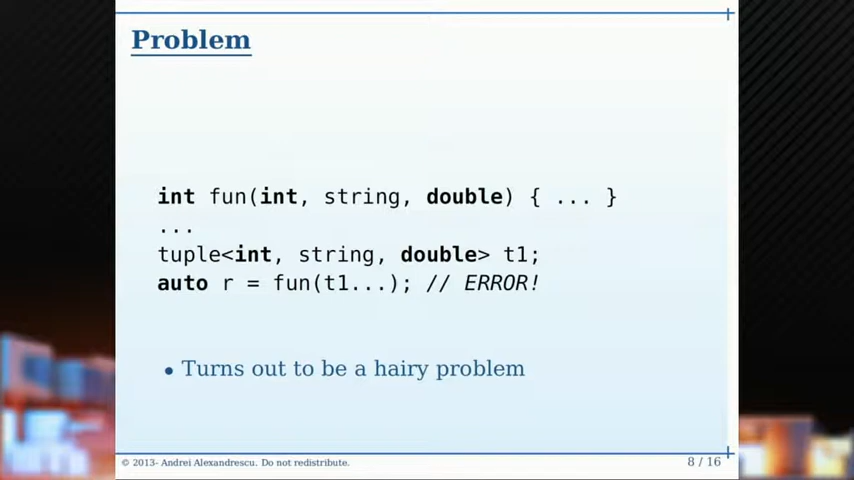 Problem
int fun(int, string, double) { ... }
...
tuple<int, string, double> t1;
auto r = fun(t1...); // ERROR!
• Turns out to be a hairy problem
© 2013- Andrei Alexandrescu. Do not redistribute.
8 / 16